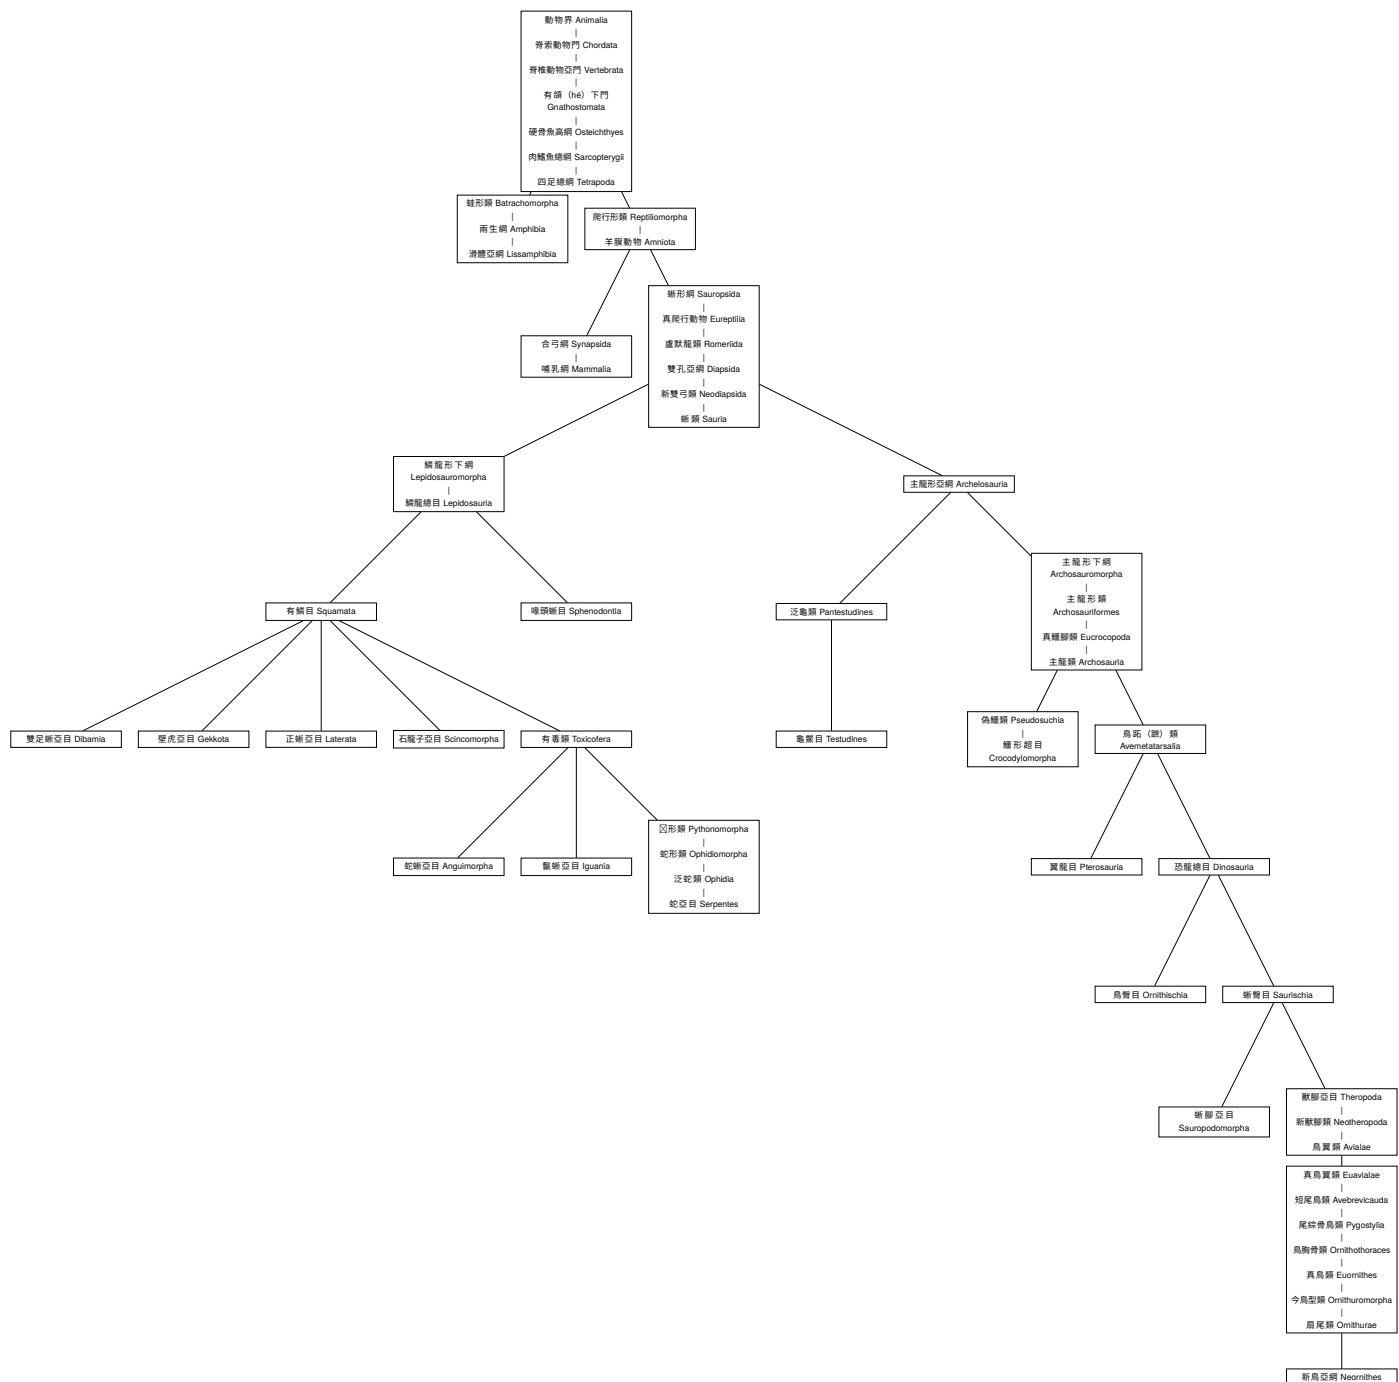 動物界 Animalia
|
脊索動物門 Chordata
|
脊椎動物亞門 Vertebrata
|
有頜（hé）下門
Gnathostomata
|
硬骨魚高綱 Osteichthyes
|
肉鰭魚總綱 Sarcopterygii
|
四足總綱 Tetrapoda
蛙形類 Batrachomorpha
|
兩生綱 Amphibia
|
滑體亞綱 Lissamphibia
爬行形類 Reptiliomorpha
|
羊膜動物 Amniota
合弓綱 Synapsida
|
哺乳綱 Mammalia
蜥形綱 Sauropsida
|
真爬行動物 Eureptilia
|
盧默龍類 Romeriida
|
雙孔亞綱 Diapsida
|
新雙弓類 Neodiapsida
|
蜥類 Sauria
鱗龍形下綱
Lepidosauromorpha
|
鱗龍總目 Lepidosauria
主龍形亞綱 Archelosauria
有鱗目 Squamata
喙頭蜥目 Sphenodontia
泛龜類 Pantestudines
主龍形下綱
Archosauromorpha
|
主龍形類
Archosauriformes
|
真鱷腳類 Eucrocopoda
|
主龍類 Archosauria
雙足蜥亞目 Dibamia
壁虎亞目 Gekkota
正蜥亞目 Laterata
石龍子亞目 Scincomorpha
有毒類 Toxicofera
龜鱉目 Testudines
偽鱷類 Pseudosuchia
|
鱷形超目
Crocodylomorpha
鳥跖（蹠）類
Avemetatarsalia
蛇蜥亞目 Anguimorpha
鬣蜥亞目 Iguania
形類 Pythonomorpha
|
蛇形類 Ophidiomorpha
|
泛蛇類 Ophidia
|
蛇亞目 Serpentes
翼龍目 Pterosauria
恐龍總目 Dinosauria
鳥臀目 Ornithischia
蜥臀目 Saurischia
蜥腳亞目
Sauropodomorpha
獸腳亞目 Theropoda
|
新獸腳類 Neotheropoda
|
鳥翼類 Avialae
真鳥翼類 Euavialae
|
短尾鳥類 Avebrevicauda
|
尾綜骨鳥類 Pygostylia
|
鳥胸骨類 Ornithothoraces
|
真鳥類 Euornithes
|
今鳥型類 Ornithuromorpha
|
扇尾類 Ornithurae
新鳥亞綱 Neornithes